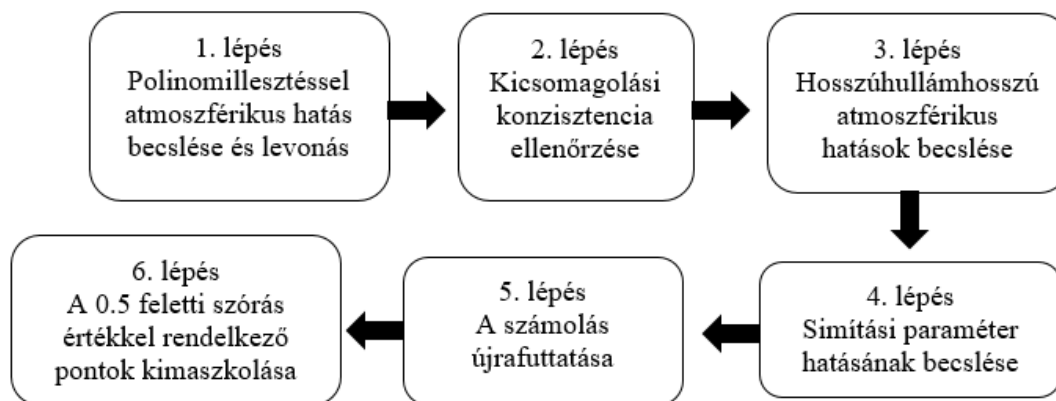 1. lépés
Polinomillesztéssel
atmoszférikus hatás
becslése és levonás
2. lépés
Kicsomagolási
konzisztencia
ellenőrzése
3. lépés
Hosszúhullámhosszú
atmoszférikus
hatások becslése
4. lépés
Simítási paraméter
hatásának becslése
5. lépés
A számolás
újrafuttatása
6. lépés
A 0.5 feletti szórás
értékkel rendelkező
pontok kimaszkolása